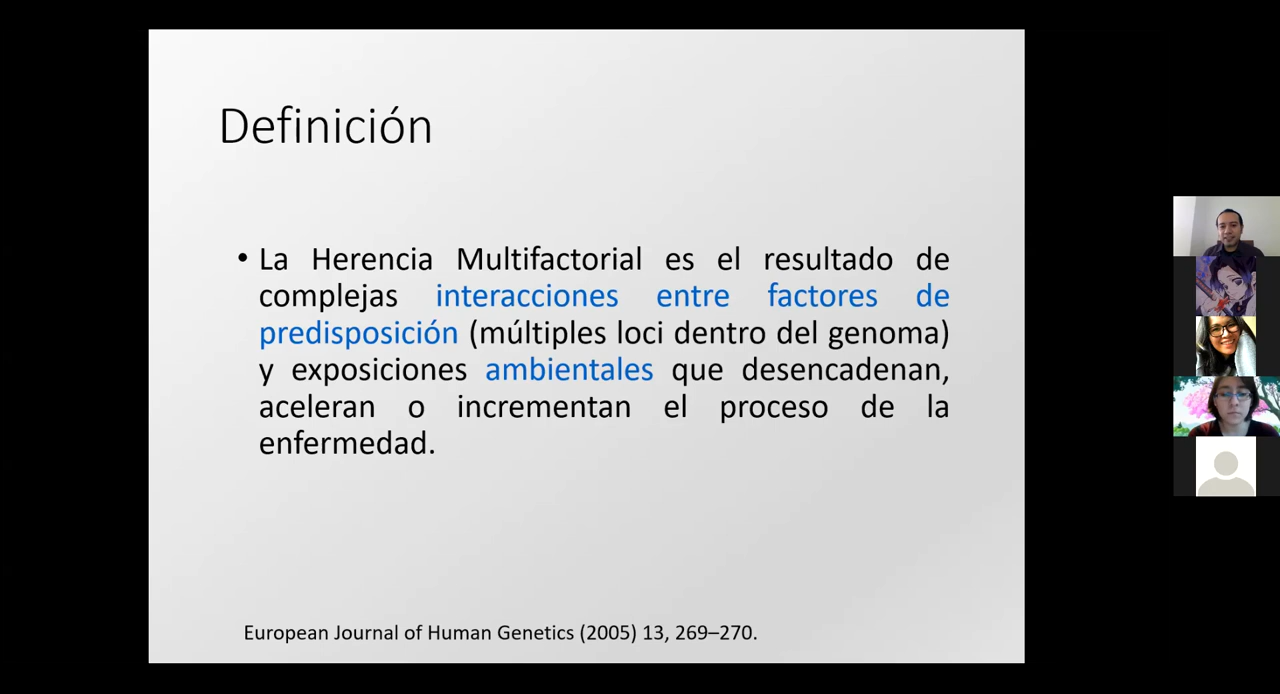 Definición
• La Herencia Multifactorial es el resultado de
complejas interacciones entre factores de
predisposición (múltiples loci dentro del genoma)
y exposiciones ambientales que desencadenan,
aceleran o incrementan el proceso de la
enfermedad.
European Journal of Human Genetics (2005) 13, 269–270.